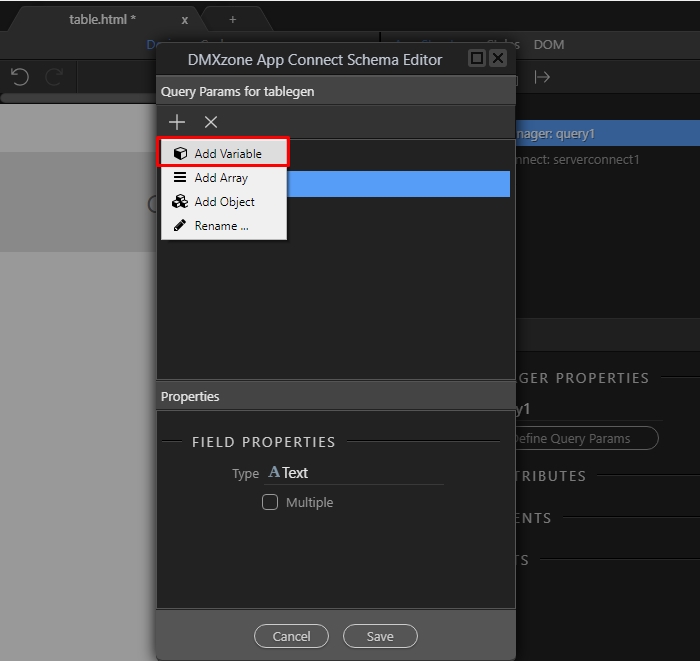 table.html * x +
Styles DOM
DMXzone App Connect Schema Editor
Query Params for tablegen
Add Variable
Add Array
Add Object
Rename ...
nager: query1
nnect: serverconnect1
Properties
GER PROPERTIES
y1
FIELD PROPERTIES
efine Query Params
Type A Text
TRIBUTES
Multiple
ENTS
TS
Cancel Save